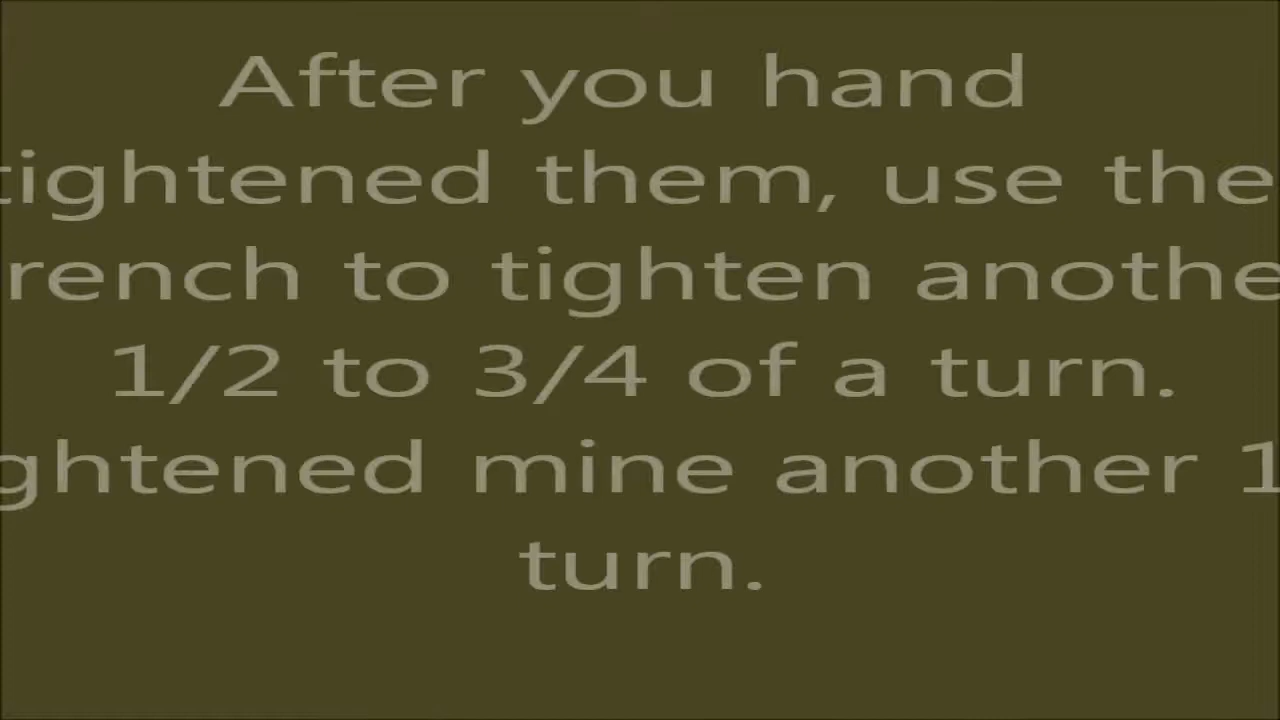 After you hand
tightened them, use the
rench to tighten anothe
1/2 to 3/4 of a turn.
ghtened mine another 1
turn.